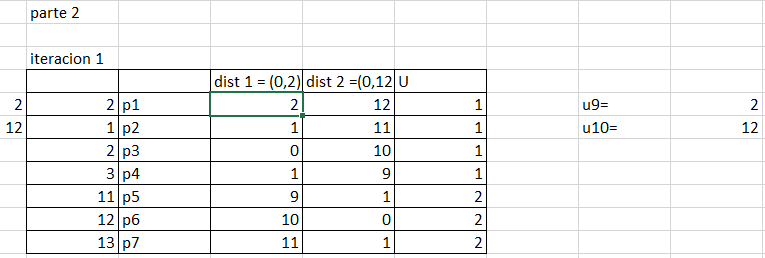 parte 2
iteracion 1
dist 1 = (0,2) dist 2 =(0,12 U
2 2 p1 2 12 1 u9= 2
12 1 p2 1 11 1 u10= 12
2 p3 0 10 1
3 p4 1 9 1
11 p5 9 1 2
12 p6 10 0 2
13 p7 11 1 2